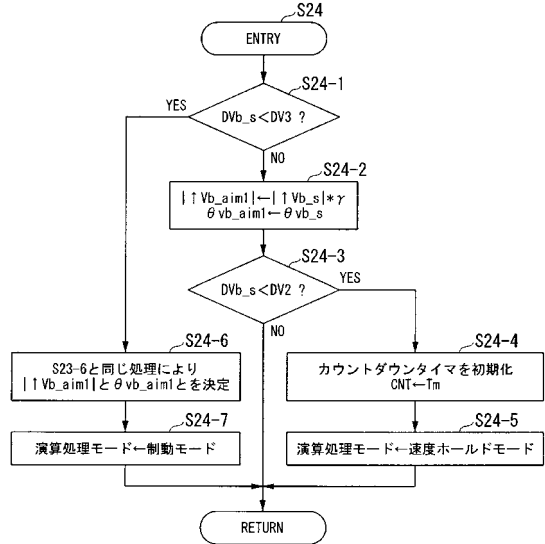 S24
ENTRY
S24-1
YES
DVb_s<DV3 ?
NO
S24-2
|↑Vb_aim1|←|↑Vb_s|*γ
θvb_aim1←θvb_s
S24-3
YES
DVb_s<DV2 ?
NO
S24-6
S23-6と同じ処理により
|↑Vb_aim1|とθvb_aim1とを決定
S24-4
カウントダウンタイマを初期化
CNT←Tm
S24-7
演算処理モード←制動モード
S24-5
演算処理モード←速度ホールドモード
RETURN